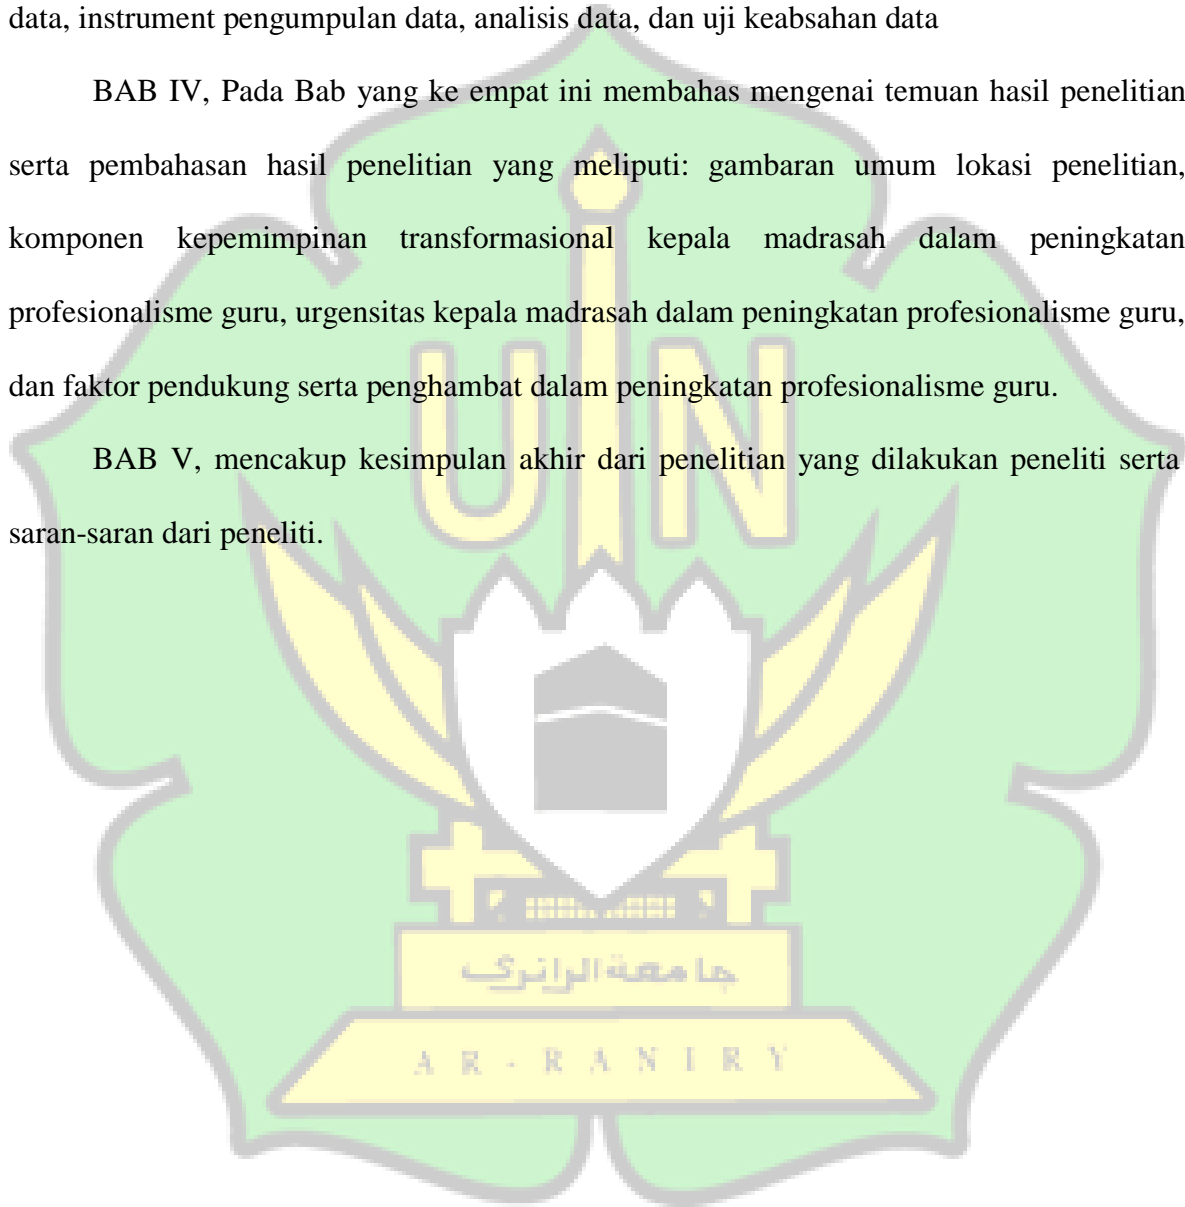 data, instrument pengumpulan data, analisis data, dan uji keabsahan data
BAB IV, Pada Bab yang ke empat ini membahas mengenai temuan hasil penelitian
serta pembahasan hasil penelitian yang meliputi: gambaran umum lokasi penelitian,
komponen kepemimpinan transformasional kepala madrasah dalam peningkatan
profesionalisme guru, urgensitas kepala madrasah dalam peningkatan profesionalisme guru,
dan faktor pendukung serta penghambat dalam peningkatan profesionalisme guru.
BAB V, mencakup kesimpulan akhir dari penelitian yang dilakukan peneliti serta
saran-saran dari peneliti.
UIN
جامعة الرانري
AR-RANIRY